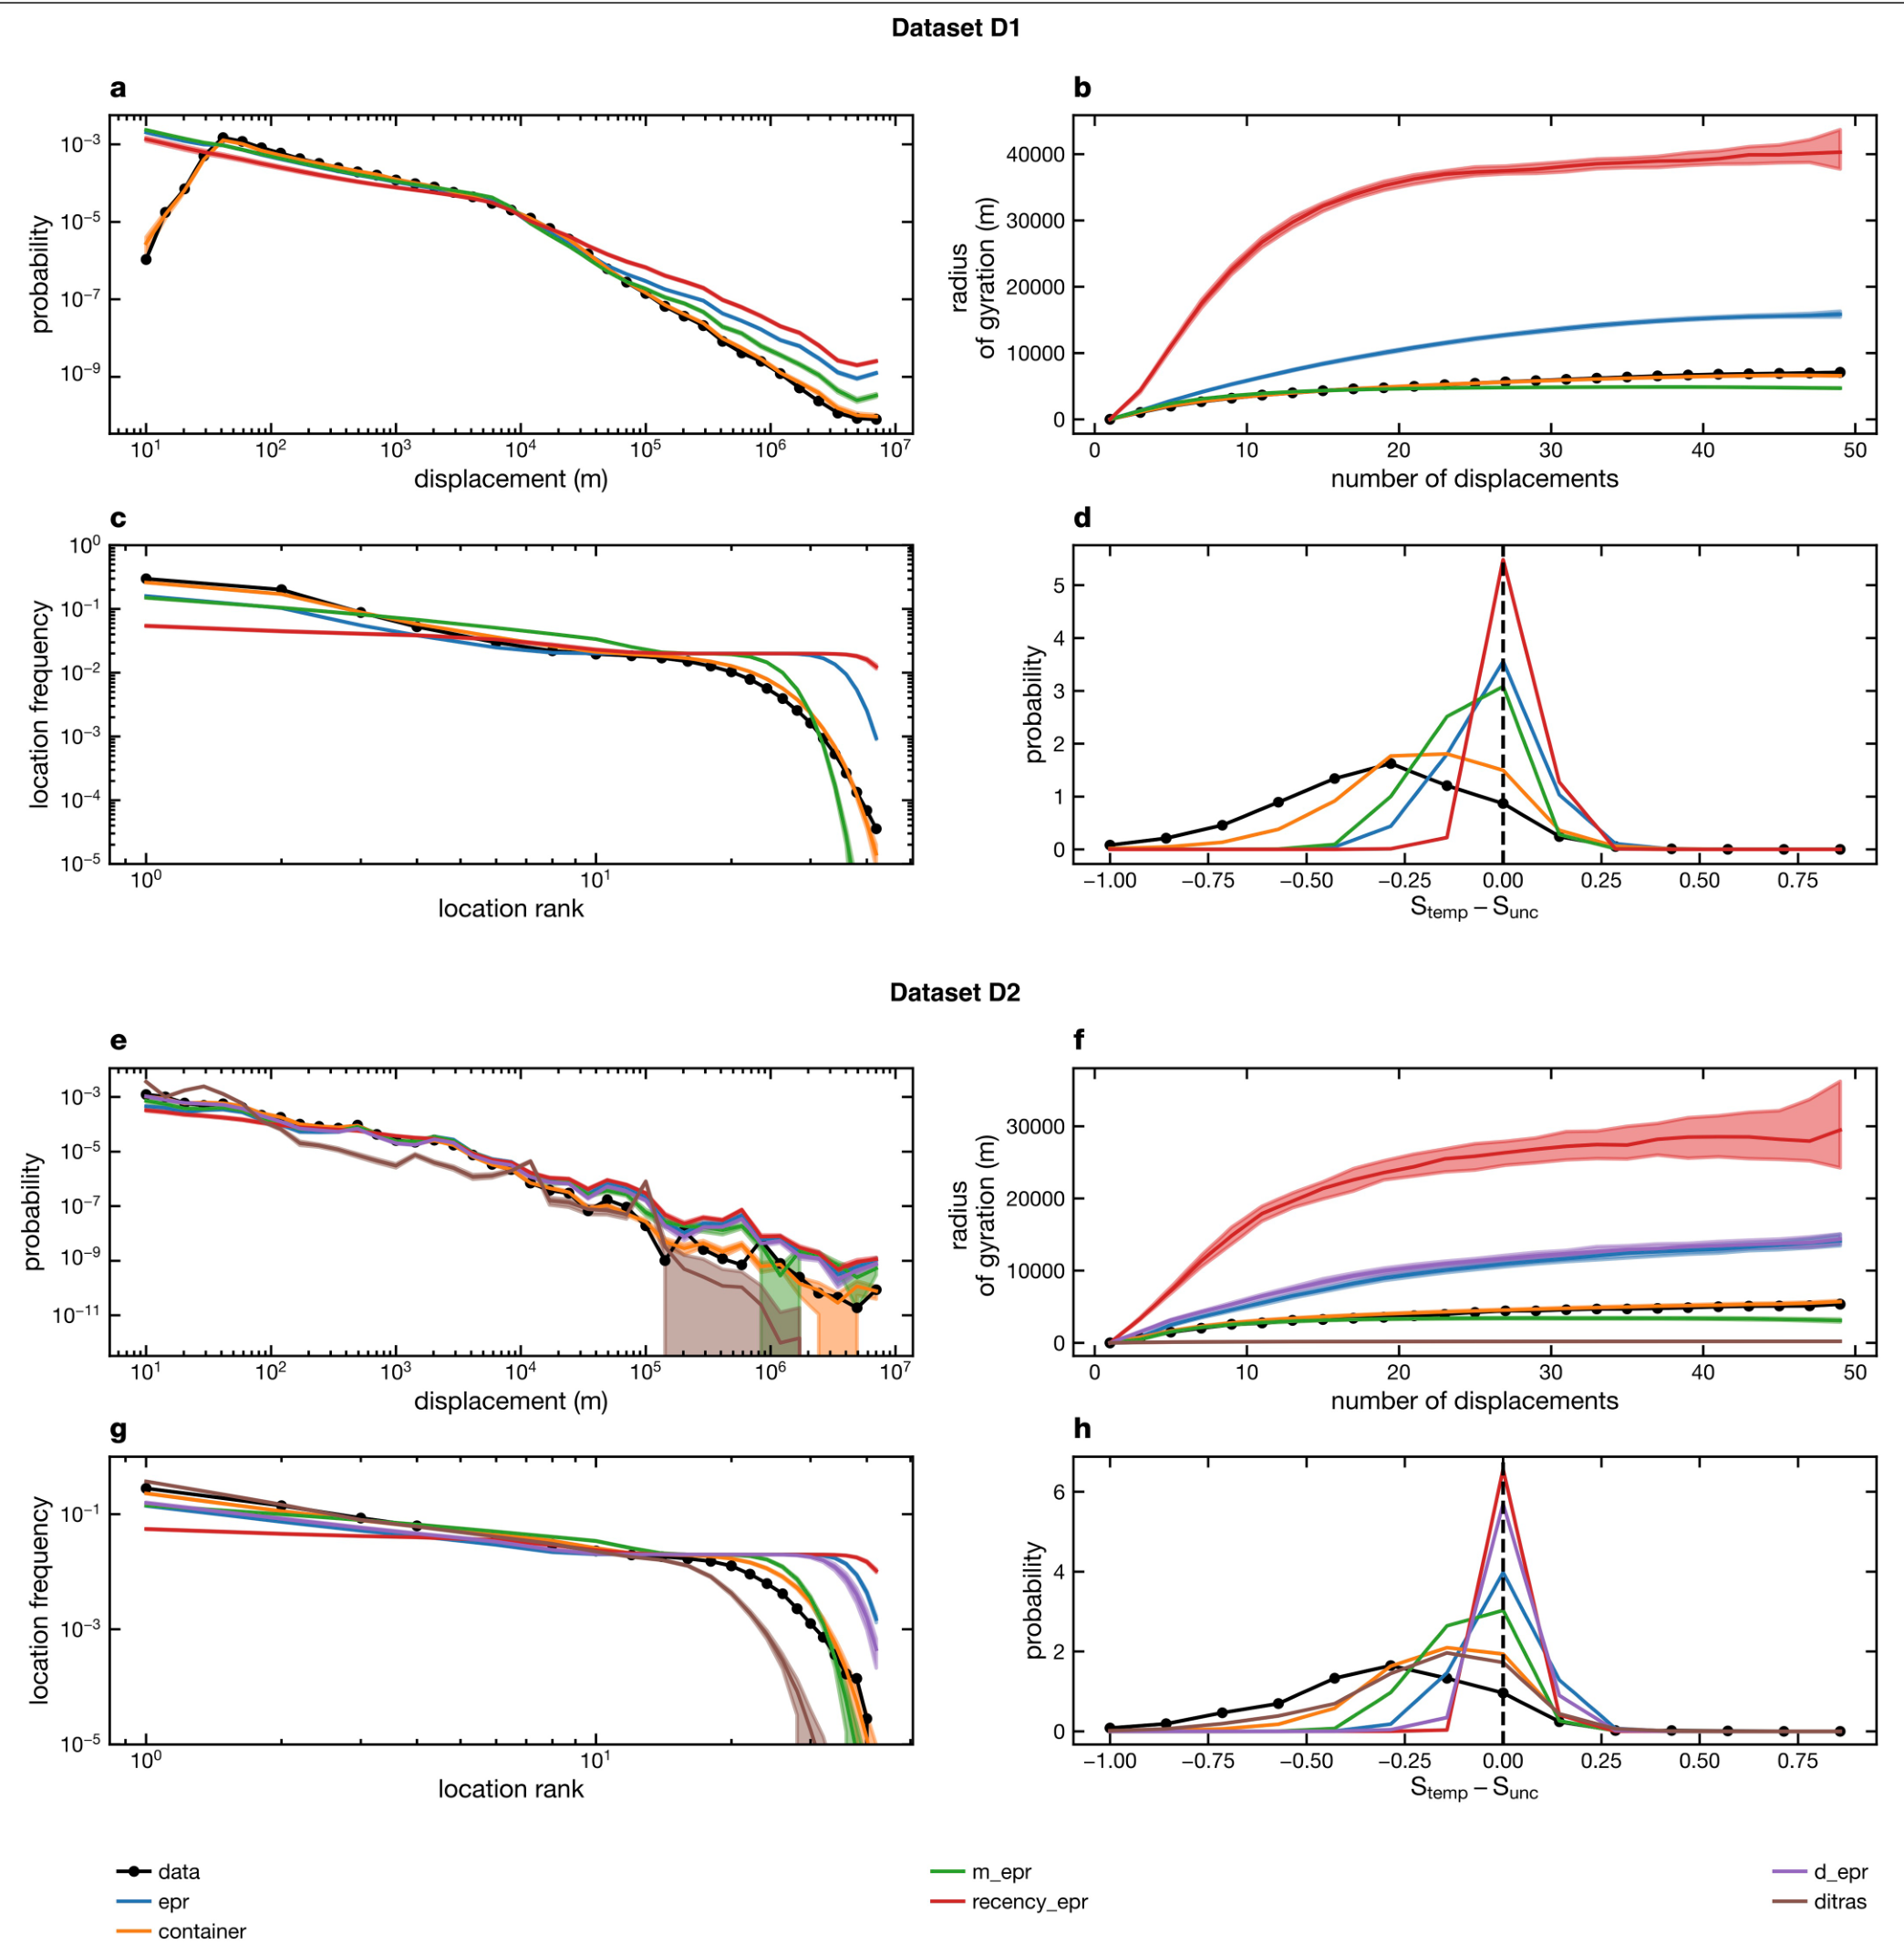 Dataset D1
a
10⁻³
10⁻⁵
10⁻⁷
10⁻⁹
probability
10¹ 10² 10³ 10⁴ 10⁵ 10⁶ 10⁷
displacement (m)
b
40000
30000
20000
10000
0
radius
of gyration (m)
0 10 20 30 40 50
number of displacements
c
10⁰
10⁻¹
10⁻²
10⁻³
10⁻⁴
10⁻⁵
location frequency
10⁰ 10¹
location rank
d
5
4
3
2
1
0
probability
−1.00 −0.75 −0.50 −0.25 0.00 0.25 0.50 0.75
S_temp – S_unc
Dataset D2
e
10⁻³
10⁻⁵
10⁻⁷
10⁻⁹
10⁻¹¹
probability
10¹ 10² 10³ 10⁴ 10⁵ 10⁶ 10⁷
displacement (m)
f
30000
20000
10000
0
radius
of gyration (m)
0 10 20 30 40 50
number of displacements
g
10⁻¹
10⁻³
10⁻⁵
location frequency
10⁰ 10¹
location rank
h
6
4
2
0
probability
−1.00 −0.75 −0.50 −0.25 0.00 0.25 0.50 0.75
S_temp – S_unc
data
epr
container
m_epr
recency_epr
d_epr
ditras